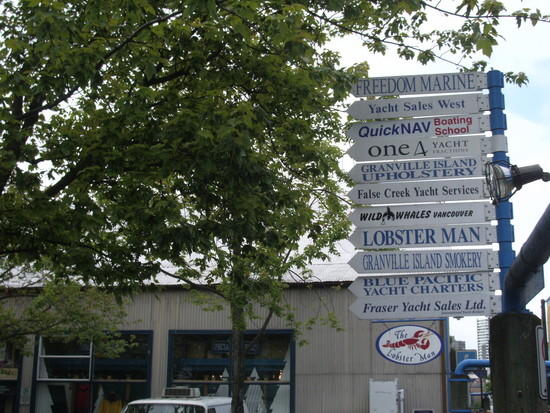 FREEDOM MARINE
Yacht Sales West
QuickNAV Boating
School
one4 YACHT
FRACTIONS
GRANVILLE ISLAND
UPHOLSTERY
False Creek Yacht Services
WILD WHALES VANCOUVER
LOBSTER MAN
GRANVILLE ISLAND SMOKERY
BLUE PACIFIC
YACHT CHARTERS
Fraser Yacht Sales Ltd.
The
Lobster Man